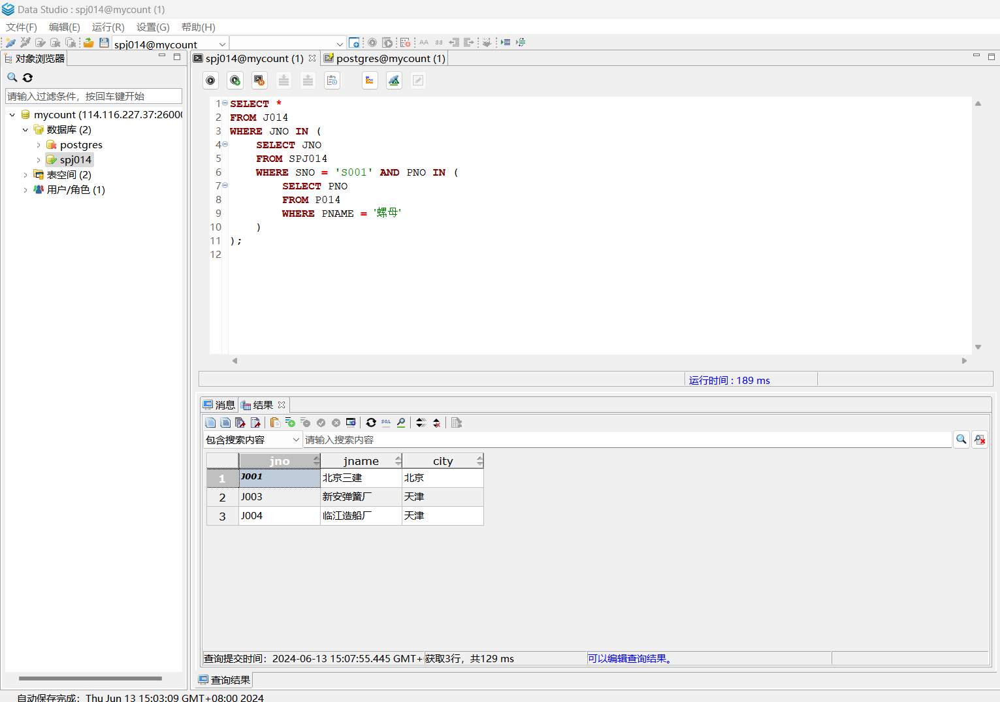 Data Studio : spj014@mycount (1)
文件(F) 编辑(E) 运行(R) 设置(G) 帮助(H)
spj014@mycount
AA aa
对象浏览器
spj014@mycount (1) postgres@mycount (1)
请输入过滤条件，按回车键开始
mycount (114.116.227.37:2600
数据库 (2)
postgres
spj014
表空间 (2)
用户/角色 (1)
1 SELECT *
2 FROM J014
3 WHERE JNO IN (
4 SELECT JNO
5 FROM SPJ014
6 WHERE SNO = 'S001' AND PNO IN (
7 SELECT PNO
8 FROM P014
9 WHERE PNAME = '螺母'
10 )
11 );
12
运行时间 : 189 ms
消息 结果
SQL
包含搜索内容 请输入搜索内容
jno jname city
1 J001 北京三建 北京
2 J003 新安弹簧厂 天津
3 J004 临江造船厂 天津
查询提交时间：2024-06-13 15:07:55.445 GMT+ 获取3行，共129 ms 可以编辑查询结果。
查询结果
自动保存完成：Thu Jun 13 15:03:09 GMT+08:00 2024